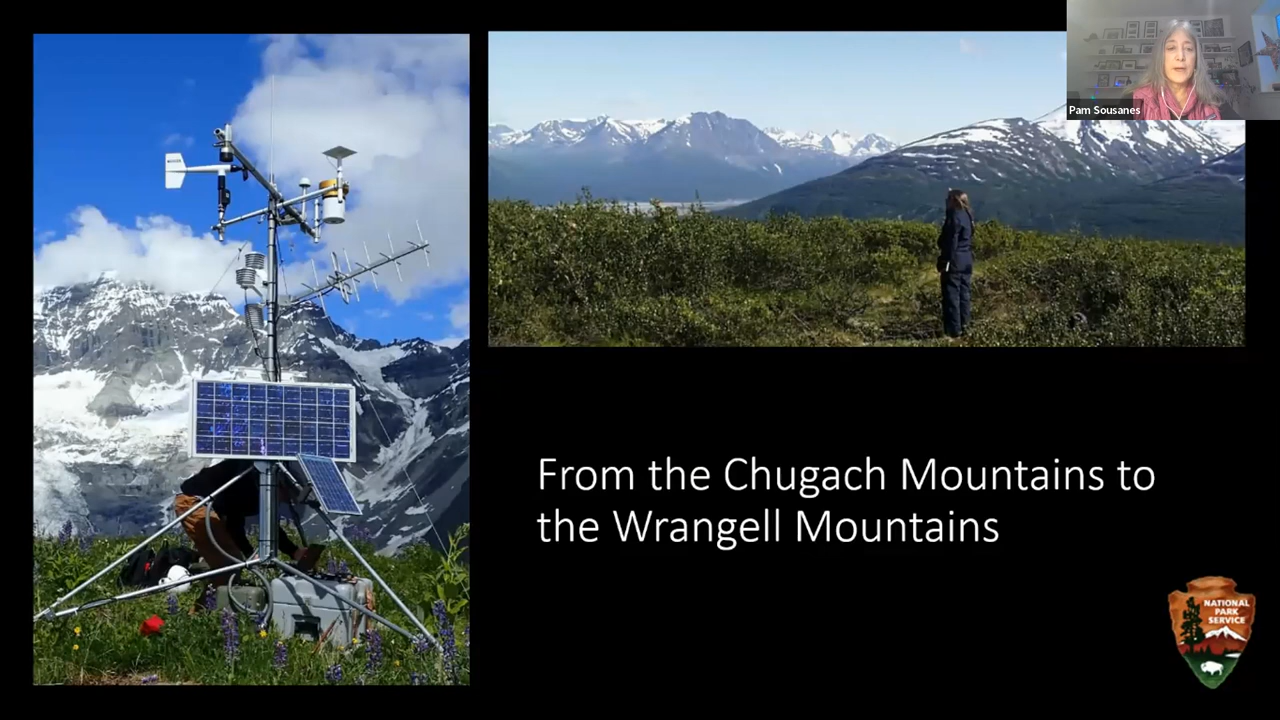 Pam Sousanes
From the Chugach Mountains to
the Wrangell Mountains
NATIONAL
PARK
SERVICE